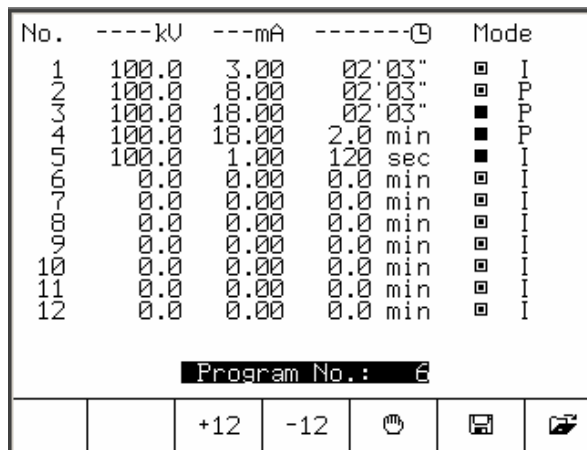 No. ----kV ---mA -------🕒 Mode
1 100.0 3.00 02'03" I
2 100.0 8.00 02'03" P
3 100.0 18.00 02'03" P
4 100.0 18.00 2.0 min P
5 100.0 1.00 120 sec I
6 0.0 0.00 0.0 min I
7 0.0 0.00 0.0 min I
8 0.0 0.00 0.0 min I
9 0.0 0.00 0.0 min I
10 0.0 0.00 0.0 min I
11 0.0 0.00 0.0 min I
12 0.0 0.00 0.0 min I
Program No.: 6
+12 -12